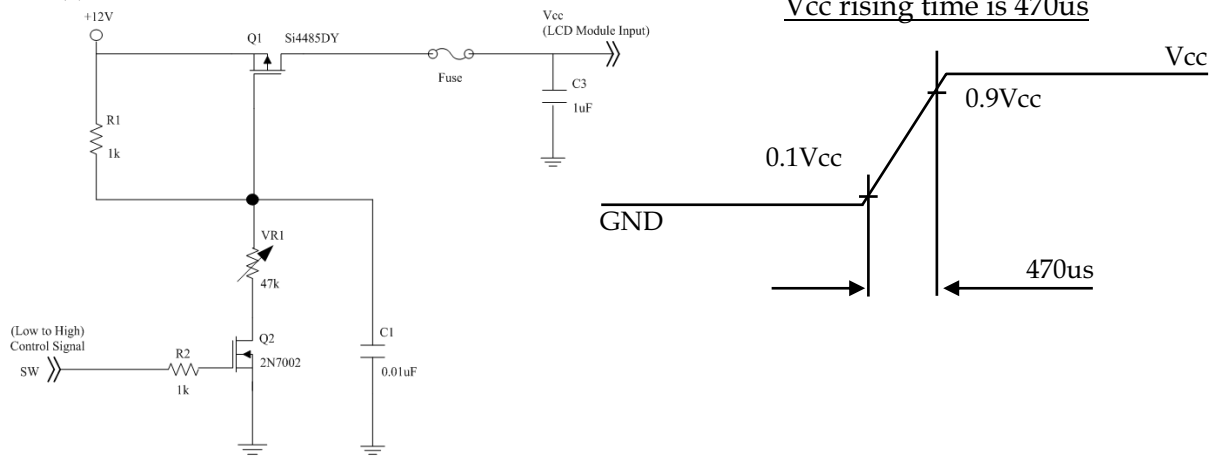 +12V
Q1
Si4485DY
Vcc
(LCD Module Input)
Fuse
C3
1uF
R1
1k
VR1
47k
(Low to High)
Control Signal
SW
R2
1k
Q2
2N7002
C1
0.01uF
Vcc rising time is 470us
Vcc
0.9Vcc
0.1Vcc
GND
470us